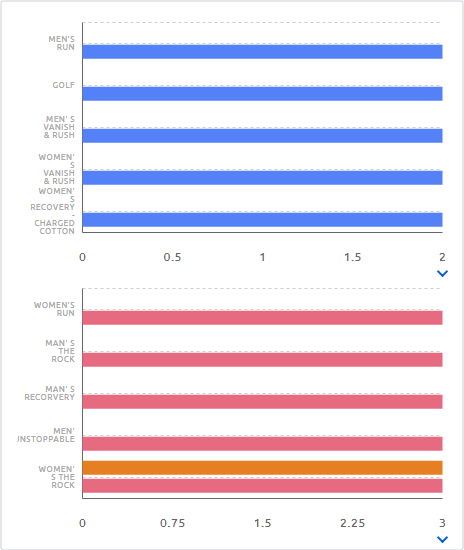 MEN'S
RUN
GOLF
MEN' S
VANISH
& RUSH
WOMEN'
S
VANISH
& RUSH
WOMEN'
S
RECOVERY
-
CHARGED
COTTON
0 0.5 1 1.5 2
WOMEN'S
RUN
MAN' S
THE
ROCK
MAN' S
RECORVERY
MEN'
UNSTOPPABLE
WOMEN'
S THE
ROCK
0 0.75 1.5 2.25 3